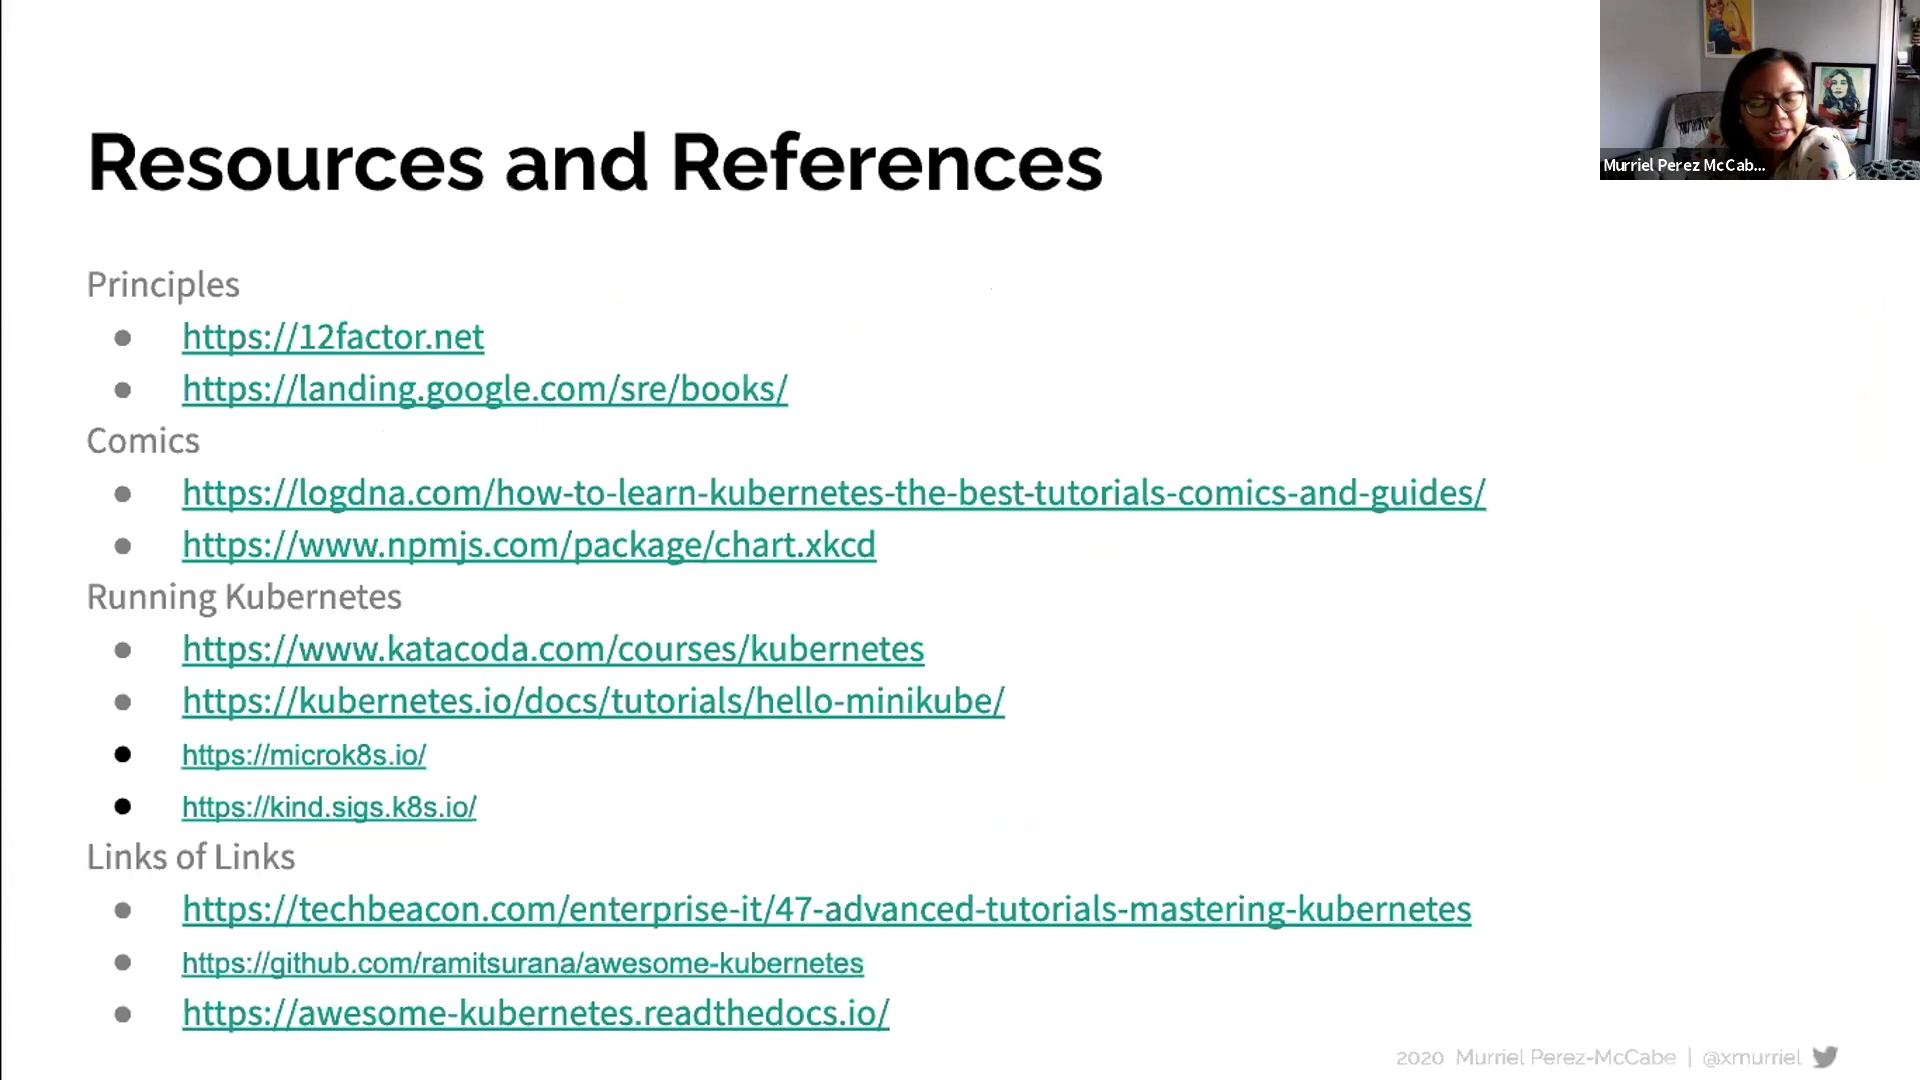 Resources and References
Murriel Perez McCab...
Principles
● https://12factor.net
● https://landing.google.com/sre/books/
Comics
● https://logdna.com/how-to-learn-kubernetes-the-best-tutorials-comics-and-guides/
● https://www.npmjs.com/package/chart.xkcd
Running Kubernetes
● https://www.katacoda.com/courses/kubernetes
● https://kubernetes.io/docs/tutorials/hello-minikube/
● https://microk8s.io/
● https://kind.sigs.k8s.io/
Links of Links
● https://techbeacon.com/enterprise-it/47-advanced-tutorials-mastering-kubernetes
● https://github.com/ramitsurana/awesome-kubernetes
● https://awesome-kubernetes.readthedocs.io/
2020 Murriel Perez-McCabe | @xmurriel